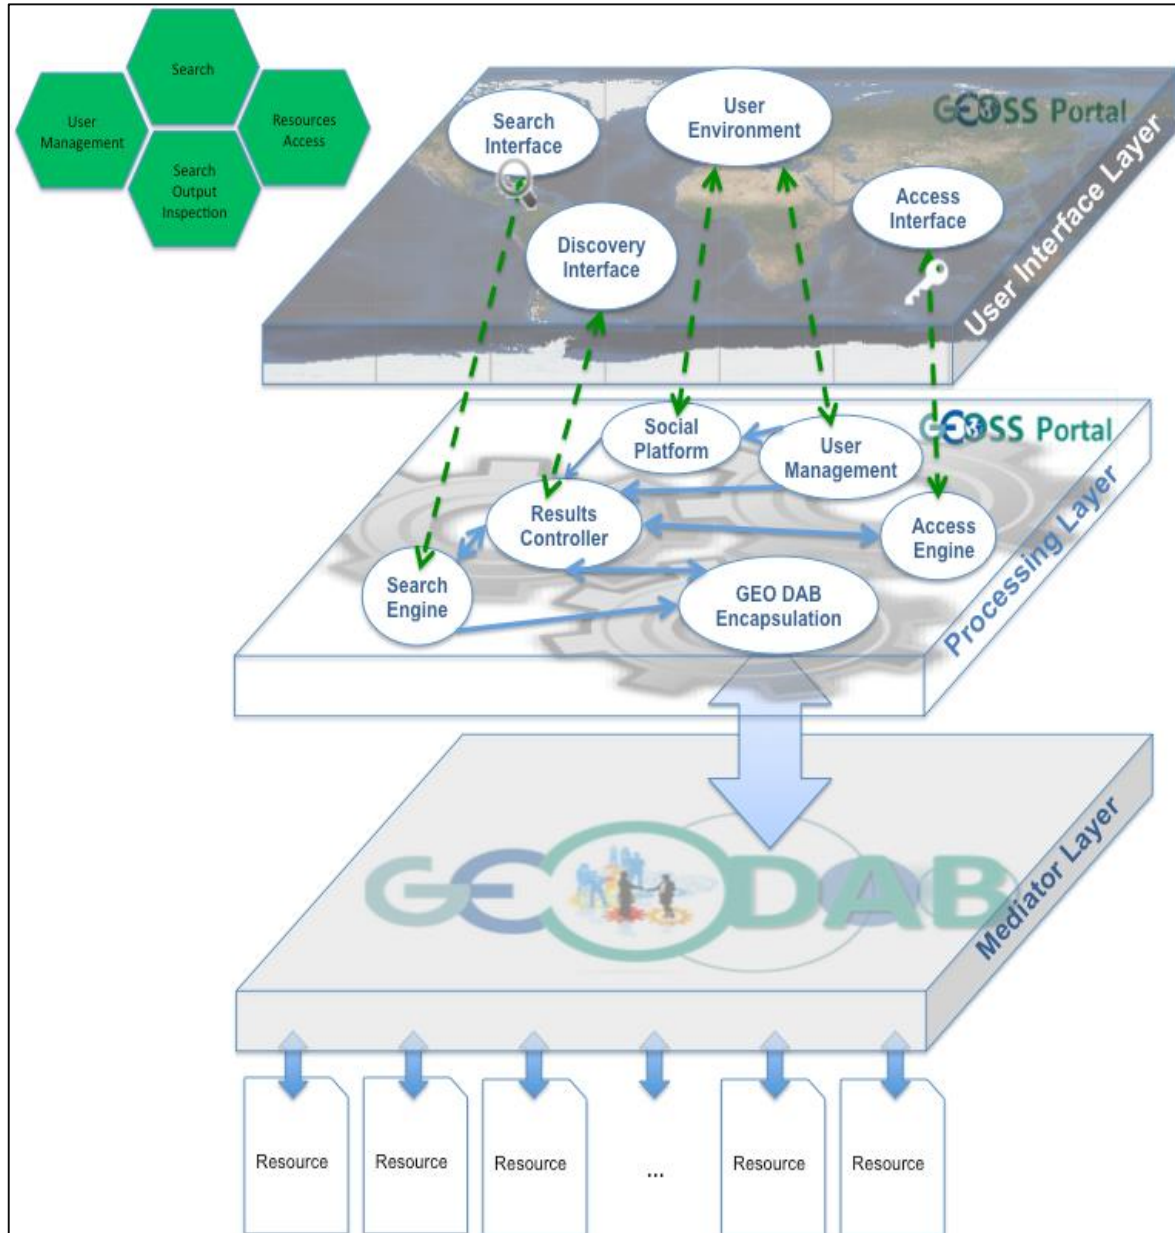 Search
User
Management
Resources
Access
Search
Output
Inspection
Search
Interface
User
Environment
GEOSS Portal
Access
Interface
Discovery
Interface
User Interface Layer
Social
Platform
User
Management
GEOSS Portal
Results
Controller
Access
Engine
Search
Engine
GEO DAB
Encapsulation
Processing Layer
GEO DAB
Mediator Layer
Resource
Resource
Resource
...
Resource
Resource